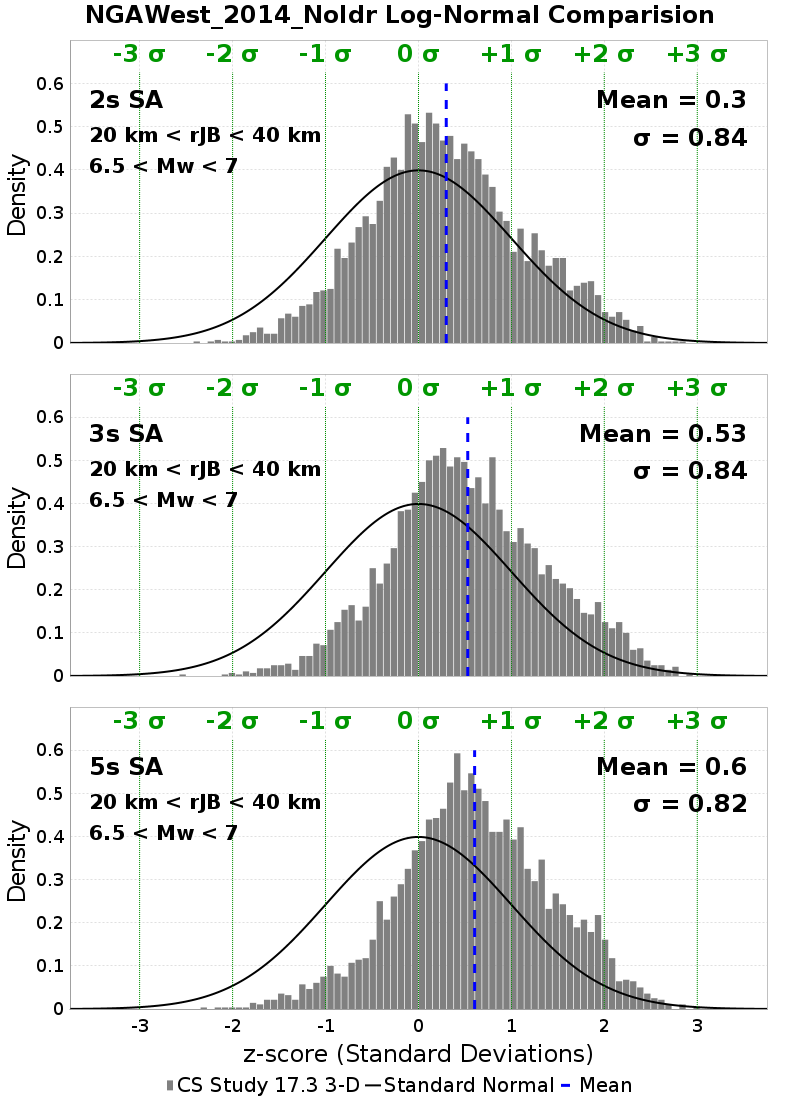 NGAWest_2014_NoIdr Log-Normal Comparision
-3 σ -2 σ -1 σ 0 σ +1 σ +2 σ +3 σ
2s SA
Mean = 0.3
20 km < rJB < 40 km
σ = 0.84
6.5 < Mw < 7
Density
0.6
0.5
0.4
0.3
0.2
0.1
0
-3 σ -2 σ -1 σ 0 σ +1 σ +2 σ +3 σ
3s SA
Mean = 0.53
20 km < rJB < 40 km
σ = 0.84
6.5 < Mw < 7
Density
0.6
0.5
0.4
0.3
0.2
0.1
0
-3 σ -2 σ -1 σ 0 σ +1 σ +2 σ +3 σ
5s SA
Mean = 0.6
20 km < rJB < 40 km
σ = 0.82
6.5 < Mw < 7
Density
0.6
0.5
0.4
0.3
0.2
0.1
0
-3 -2 -1 0 1 2 3
z-score (Standard Deviations)
CS Study 17.3 3-D Standard Normal Mean